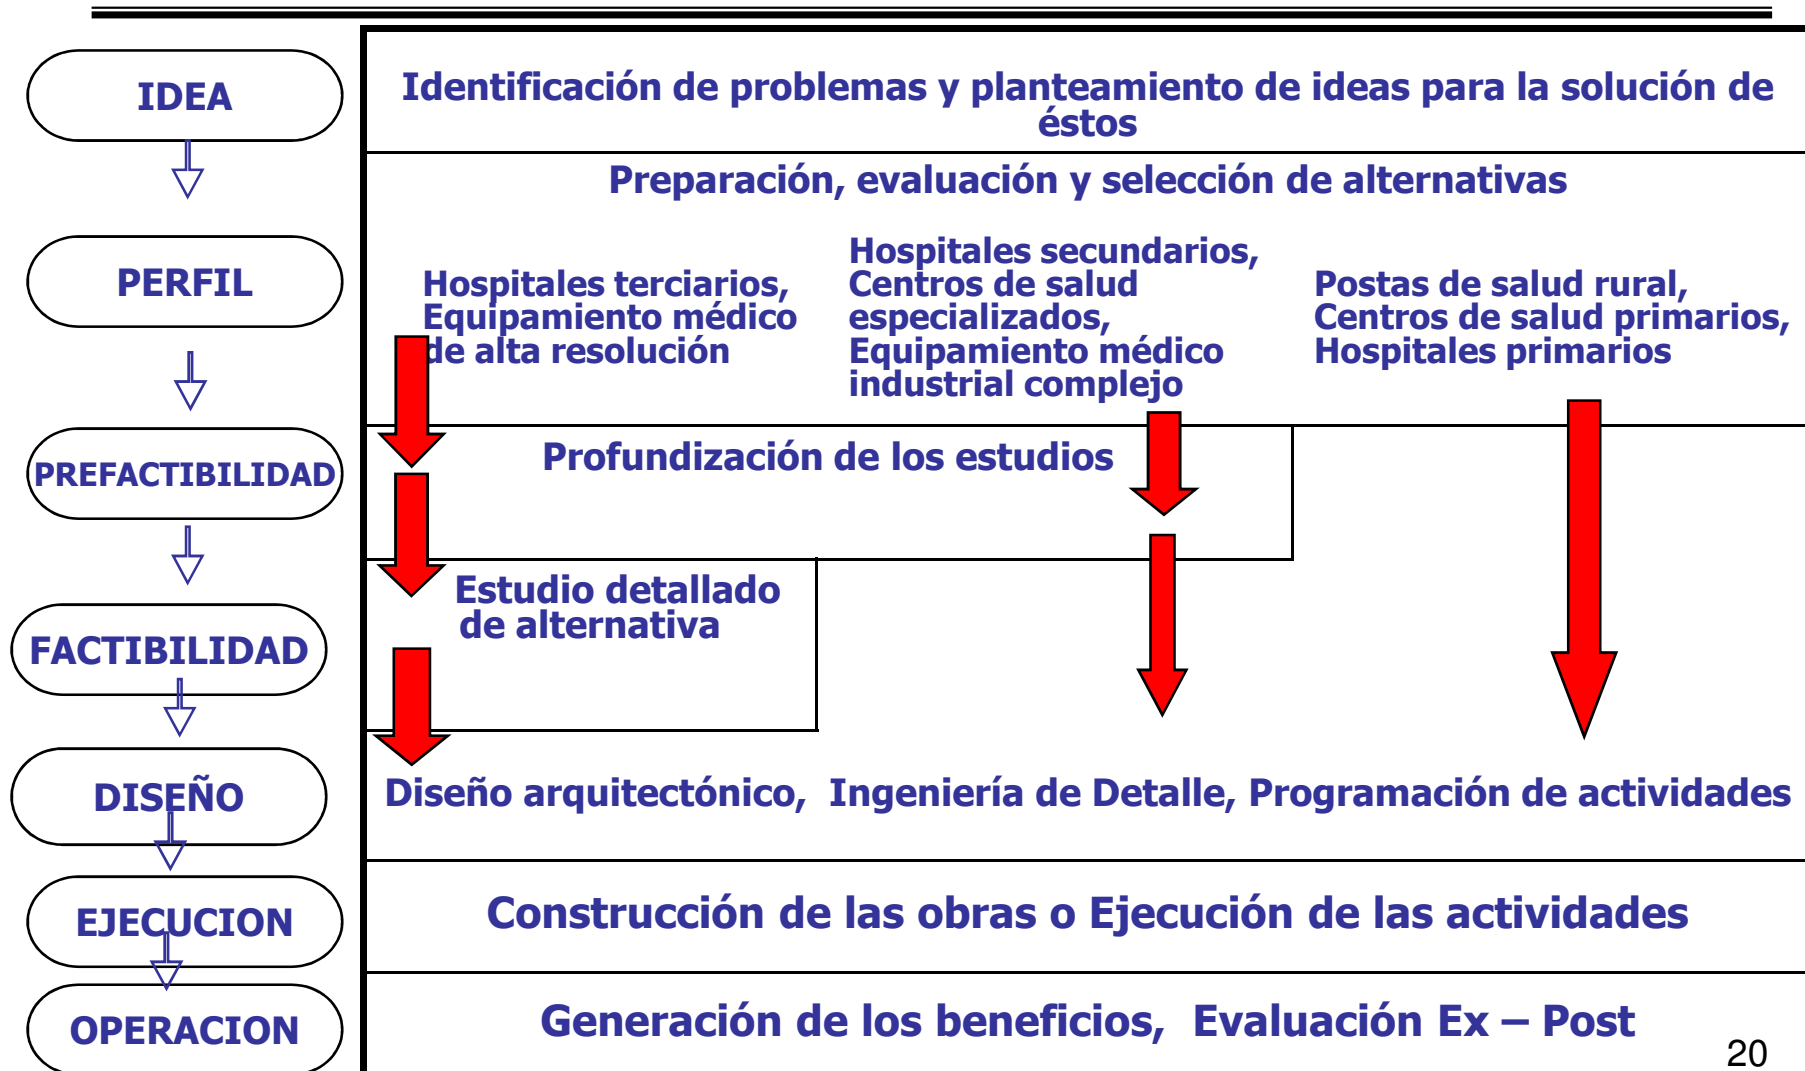 IDEA
Identificación de problemas y planteamiento de ideas para la solución de
éstos
PERFIL
Preparación, evaluación y selección de alternativas
Hospitales terciarios,
Equipamiento médico
de alta resolución
Hospitales secundarios,
Centros de salud
especializados,
Equipamiento médico
industrial complejo
Postas de salud rural,
Centros de salud primarios,
Hospitales primarios
PREFACTIBILIDAD
Profundización de los estudios
FACTIBILIDAD
Estudio detallado
de alternativa
DISEÑO
Diseño arquitectónico, Ingeniería de Detalle, Programación de actividades
EJECUCION
Construcción de las obras o Ejecución de las actividades
OPERACION
Generación de los beneficios, Evaluación Ex – Post
20